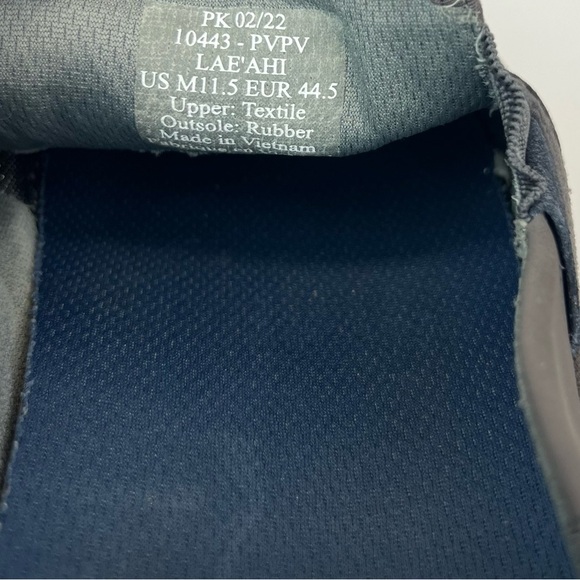 PK 02/22
10443 - PVPV
LAE'AHI
US M11.5 EUR 44.5
Upper: Textile
Outsole: Rubber
Made in Vietnam